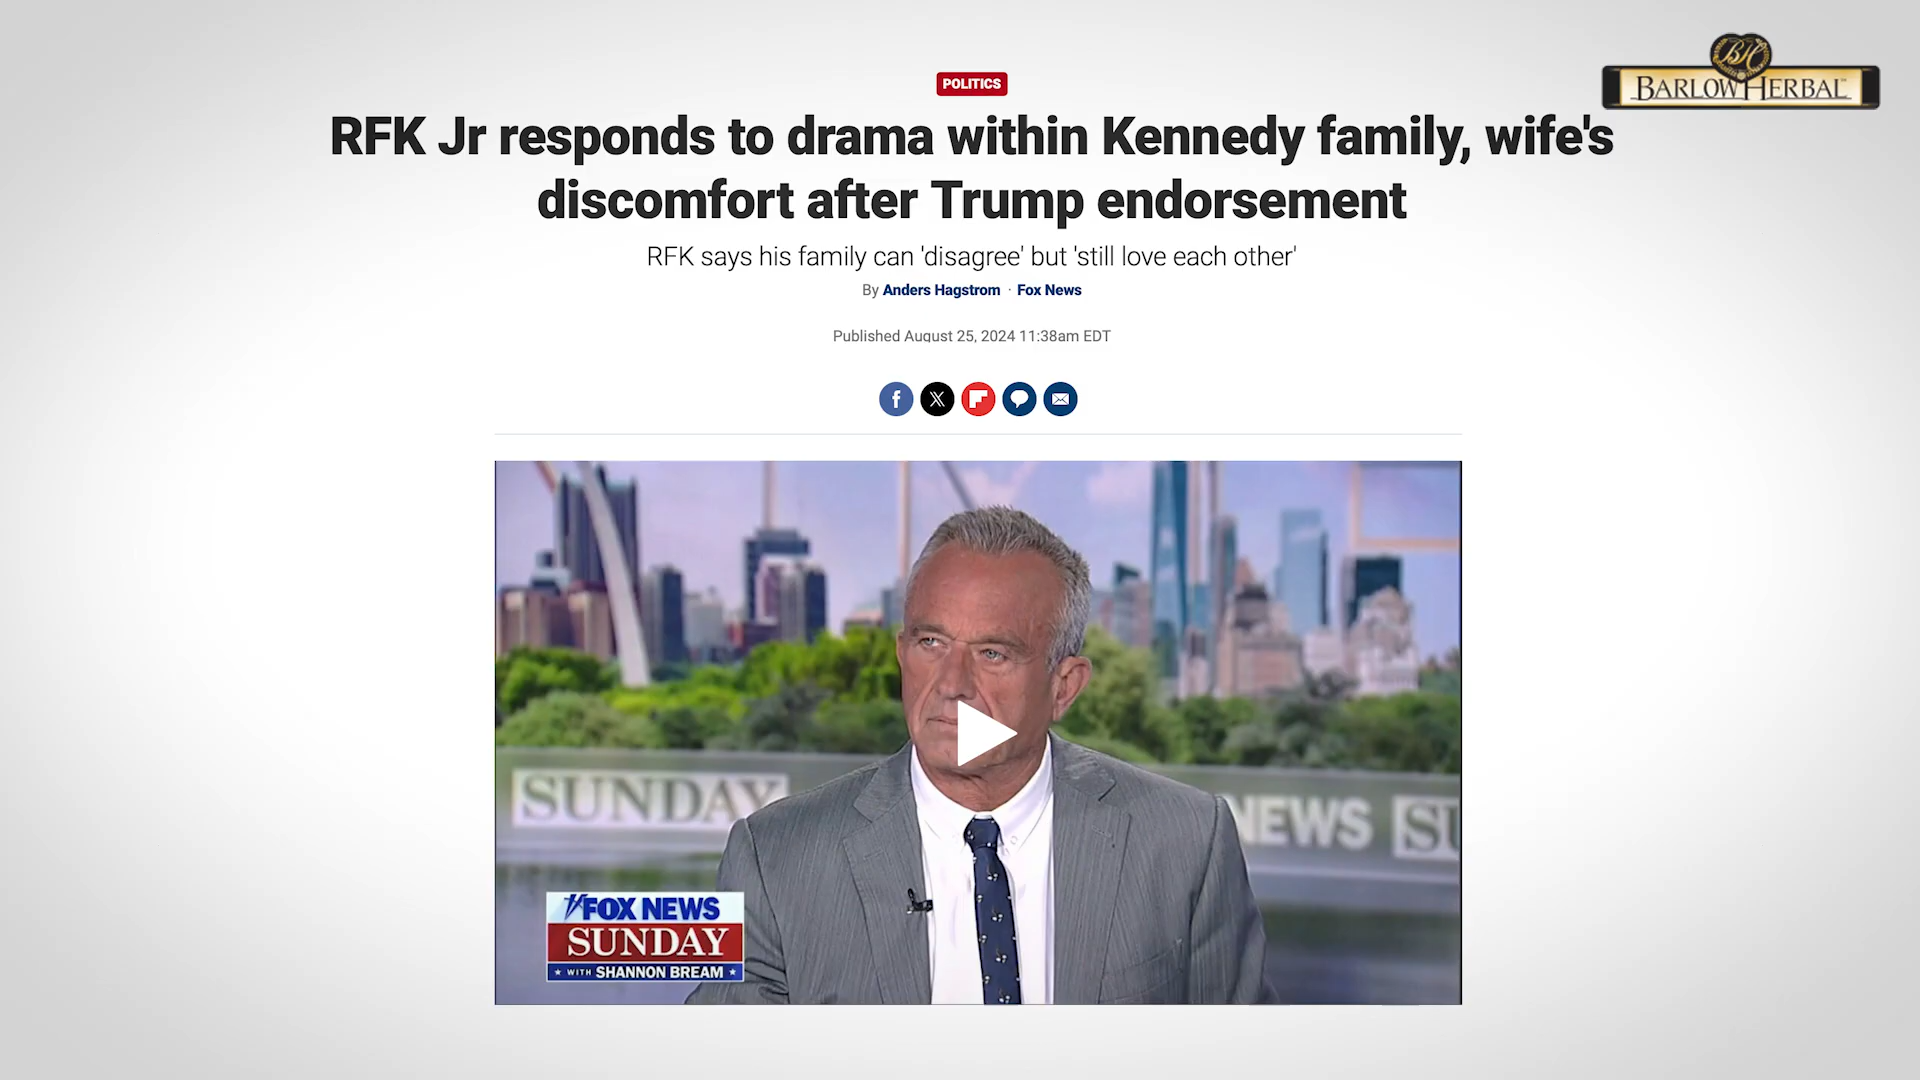 POLITICS
BH
BARLOW HERBAL
RFK Jr responds to drama within Kennedy family, wife's
discomfort after Trump endorsement
RFK says his family can 'disagree' but 'still love each other'
By Anders Hagstrom · Fox News
Published August 25, 2024 11:38am EDT
SUNDAY
NEWS SU
FOX NEWS
SUNDAY
WITH SHANNON BREAM